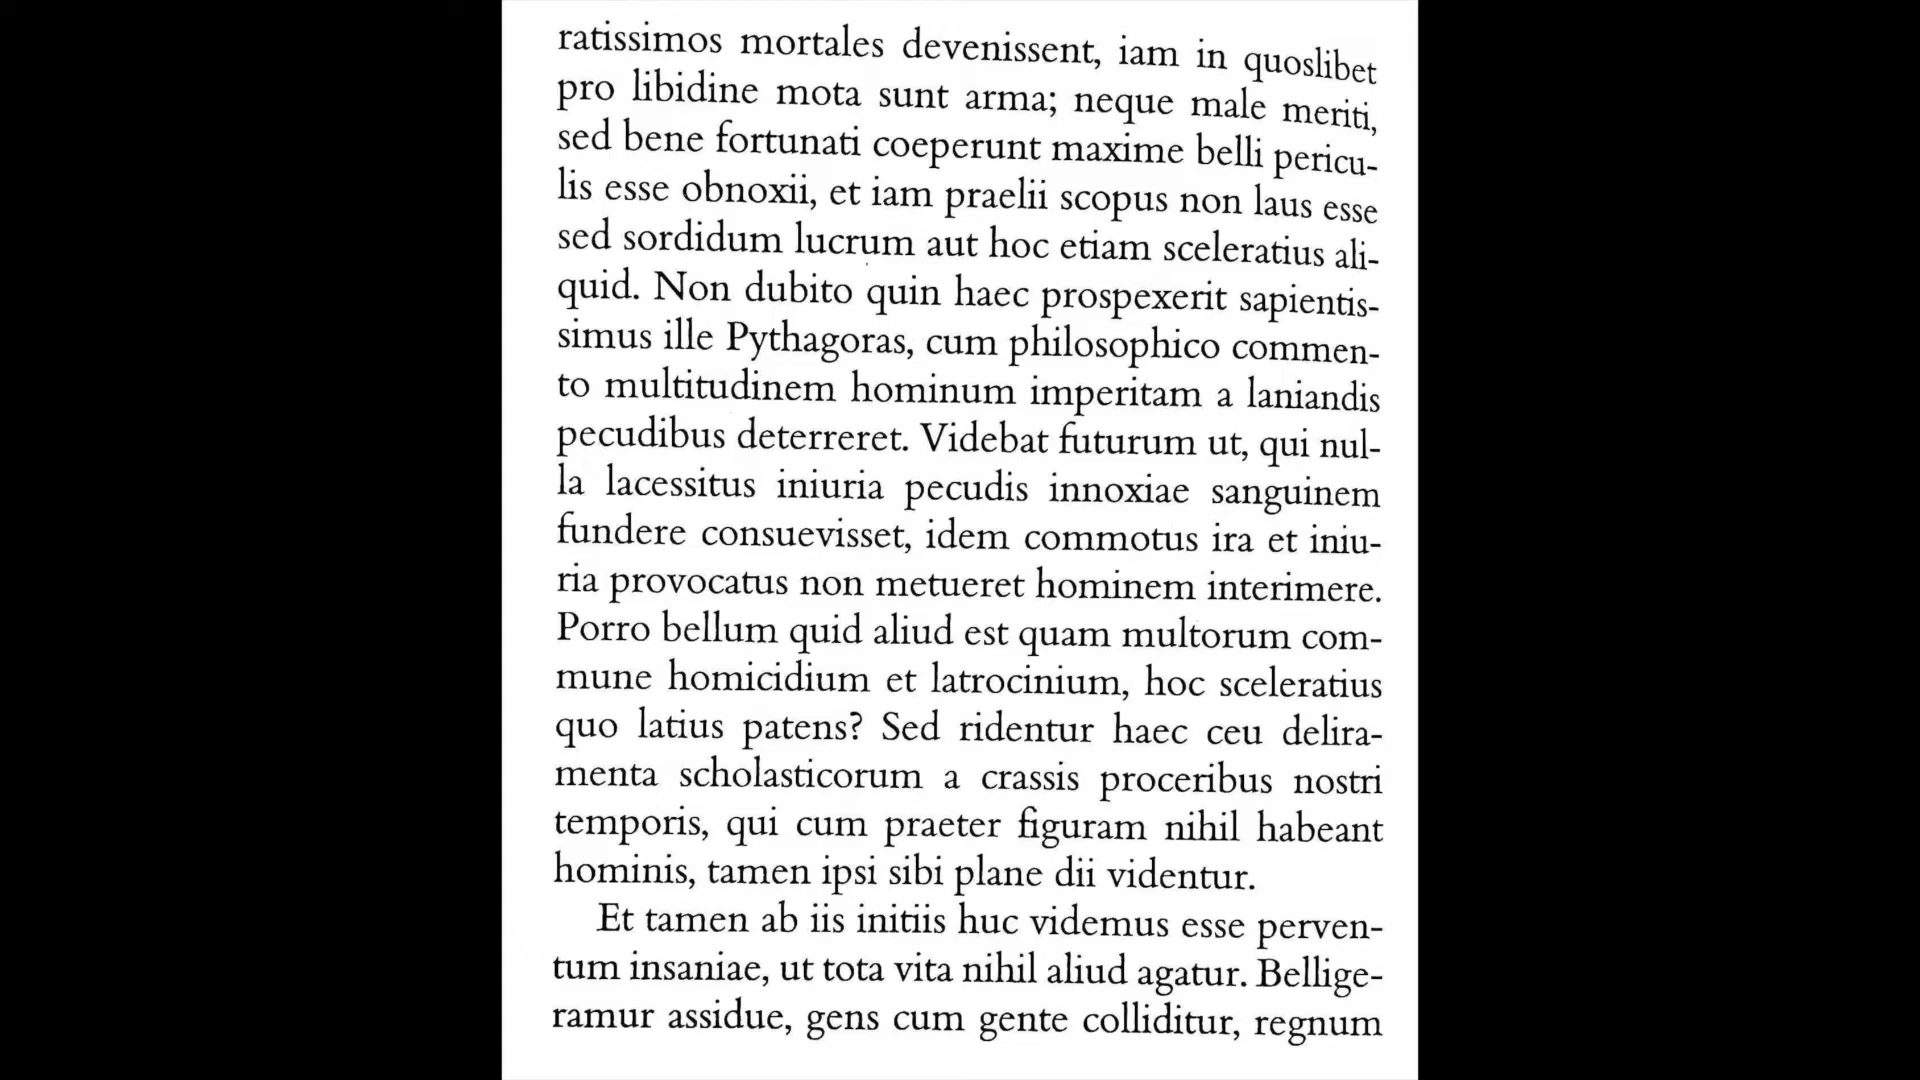 ratissimos mortales devenissent, iam in quoslibet
pro libidine mota sunt arma; neque male meriti,
sed bene fortunati coeperunt maxime belli pericu-
lis esse obnoxii, et iam praelii scopus non laus esse
sed sordidum lucrum aut hoc etiam sceleratius ali-
quid. Non dubito quin haec prospexerit sapientis-
simus ille Pythagoras, cum philosophico commen-
to multitudinem hominum imperitam a laniandis
pecudibus deterreret. Videbat futurum ut, qui nul-
la lacessitus iniuria pecudis innoxiae sanguinem
fundere consuevisset, idem commotus ira et iniu-
ria provocatus non metueret hominem interimere.
Porro bellum quid aliud est quam multorum com-
mune homicidium et latrocinium, hoc sceleratius
quo latius patens? Sed ridentur haec ceu delira-
menta scholasticorum a crassis proceribus nostri
temporis, qui cum praeter figuram nihil habeant
hominis, tamen ipsi sibi plane dii videntur.
Et tamen ab iis initiis huc videmus esse perven-
tum insaniae, ut tota vita nihil aliud agatur. Bellige-
ramur assidue, gens cum gente colliditur, regnum